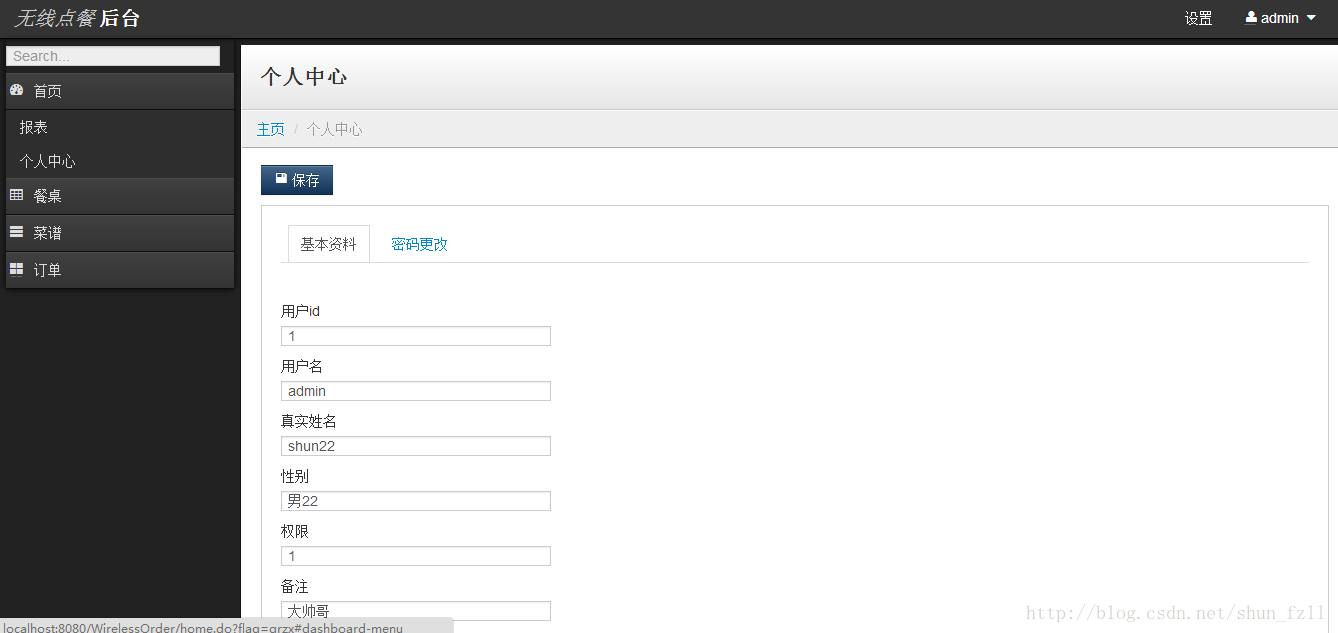 无线点餐 后台
设置 admin
Search...
首页
报表
个人中心
餐桌
菜谱
订单
个人中心
主页 / 个人中心
保存
基本资料 密码更改
用户id
1
用户名
admin
真实姓名
shun22
性别
男22
权限
1
备注
大帅哥
http://blog.csdn.net/shun_fzll
localhost:8080/WirelessOrder/home.do?flag=grzx#dashboard-menu